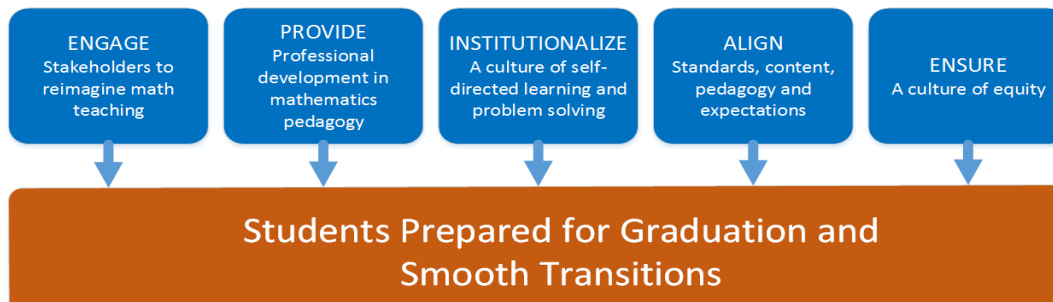 ENGAGE
Stakeholders to
reimagine math
teaching
PROVIDE
Professional
development in
mathematics
pedagogy
INSTITUTIONALIZE
A culture of self-
directed learning and
problem solving
ALIGN
Standards, content,
pedagogy and
expectations
ENSURE
A culture of equity
Students Prepared for Graduation and
Smooth Transitions